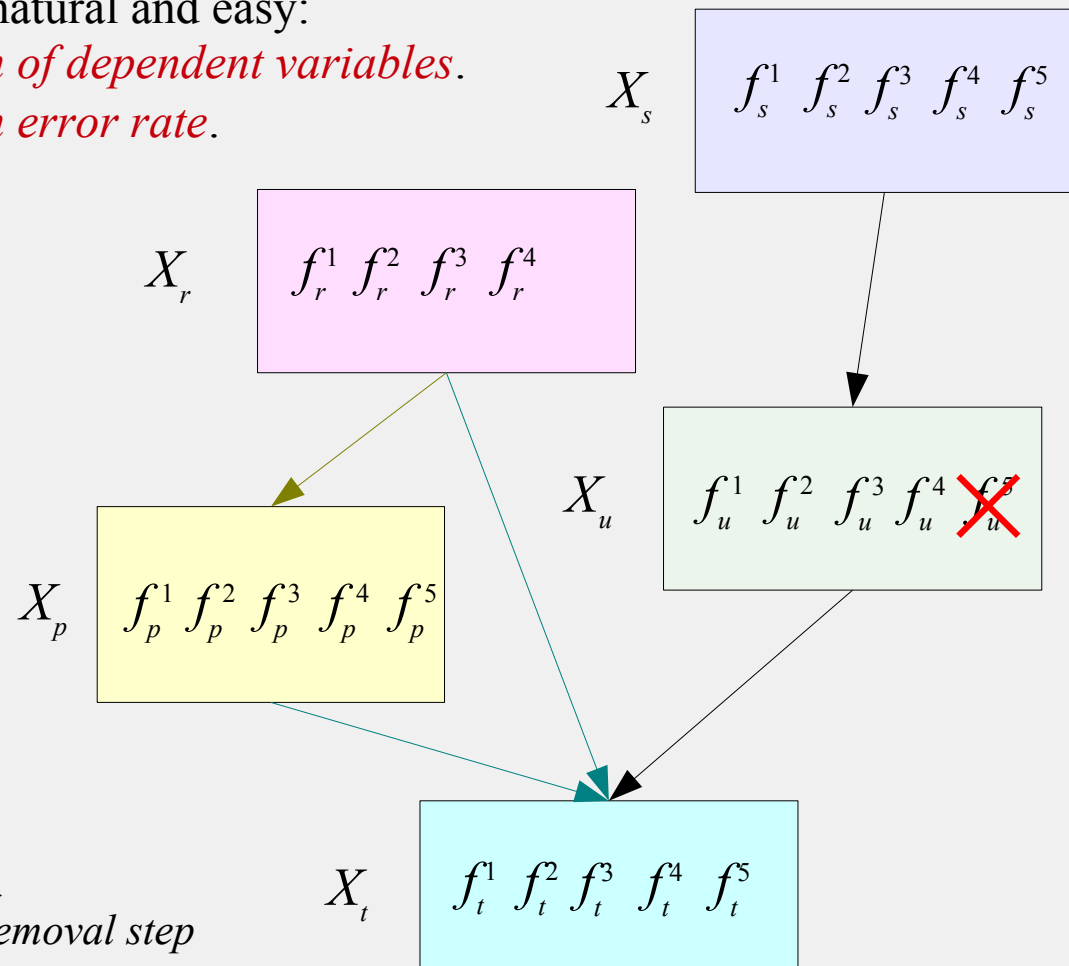 natural and easy:
of dependent variables.
error rate.
X_s f_s^1 f_s^2 f_s^3 f_s^4 f_s^5
X_r f_r^1 f_r^2 f_r^3 f_r^4
X_u f_u^1 f_u^2 f_u^3 f_u^4 f_u^5
X_p f_p^1 f_p^2 f_p^3 f_p^4 f_p^5
X_t f_t^1 f_t^2 f_t^3 f_t^4 f_t^5
emoval step